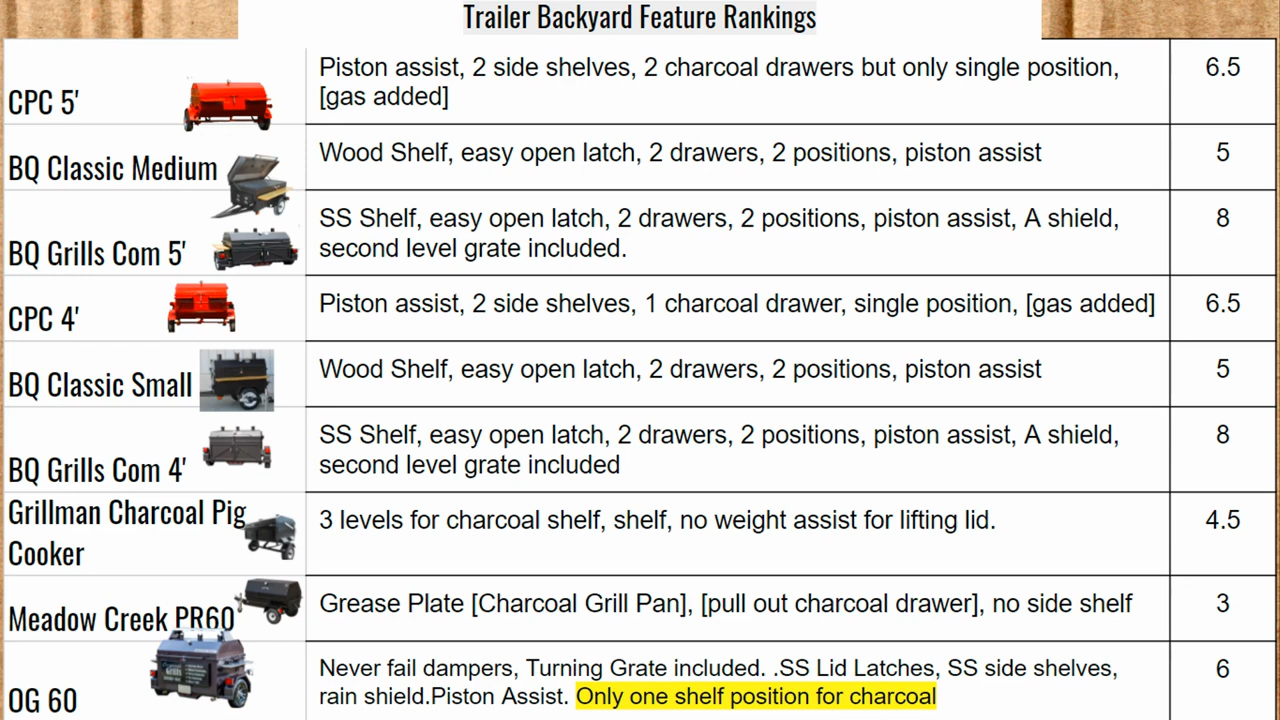 Trailer Backyard Feature Rankings
CPC 5'
Piston assist, 2 side shelves, 2 charcoal drawers but only single position,
[gas added]
6.5
BQ Classic Medium
Wood Shelf, easy open latch, 2 drawers, 2 positions, piston assist
5
BQ Grills Com 5'
SS Shelf, easy open latch, 2 drawers, 2 positions, piston assist, A shield,
second level grate included.
8
CPC 4'
Piston assist, 2 side shelves, 1 charcoal drawer, single position, [gas added]
6.5
BQ Classic Small
Wood Shelf, easy open latch, 2 drawers, 2 positions, piston assist
5
BQ Grills Com 4'
SS Shelf, easy open latch, 2 drawers, 2 positions, piston assist, A shield,
second level grate included
8
Grillman Charcoal Pig
Cooker
3 levels for charcoal shelf, shelf, no weight assist for lifting lid.
4.5
Meadow Creek PR60
Grease Plate [Charcoal Grill Pan], [pull out charcoal drawer], no side shelf
3
OG 60
Never fail dampers, Turning Grate included. .SS Lid Latches, SS side shelves,
rain shield.Piston Assist. Only one shelf position for charcoal
6